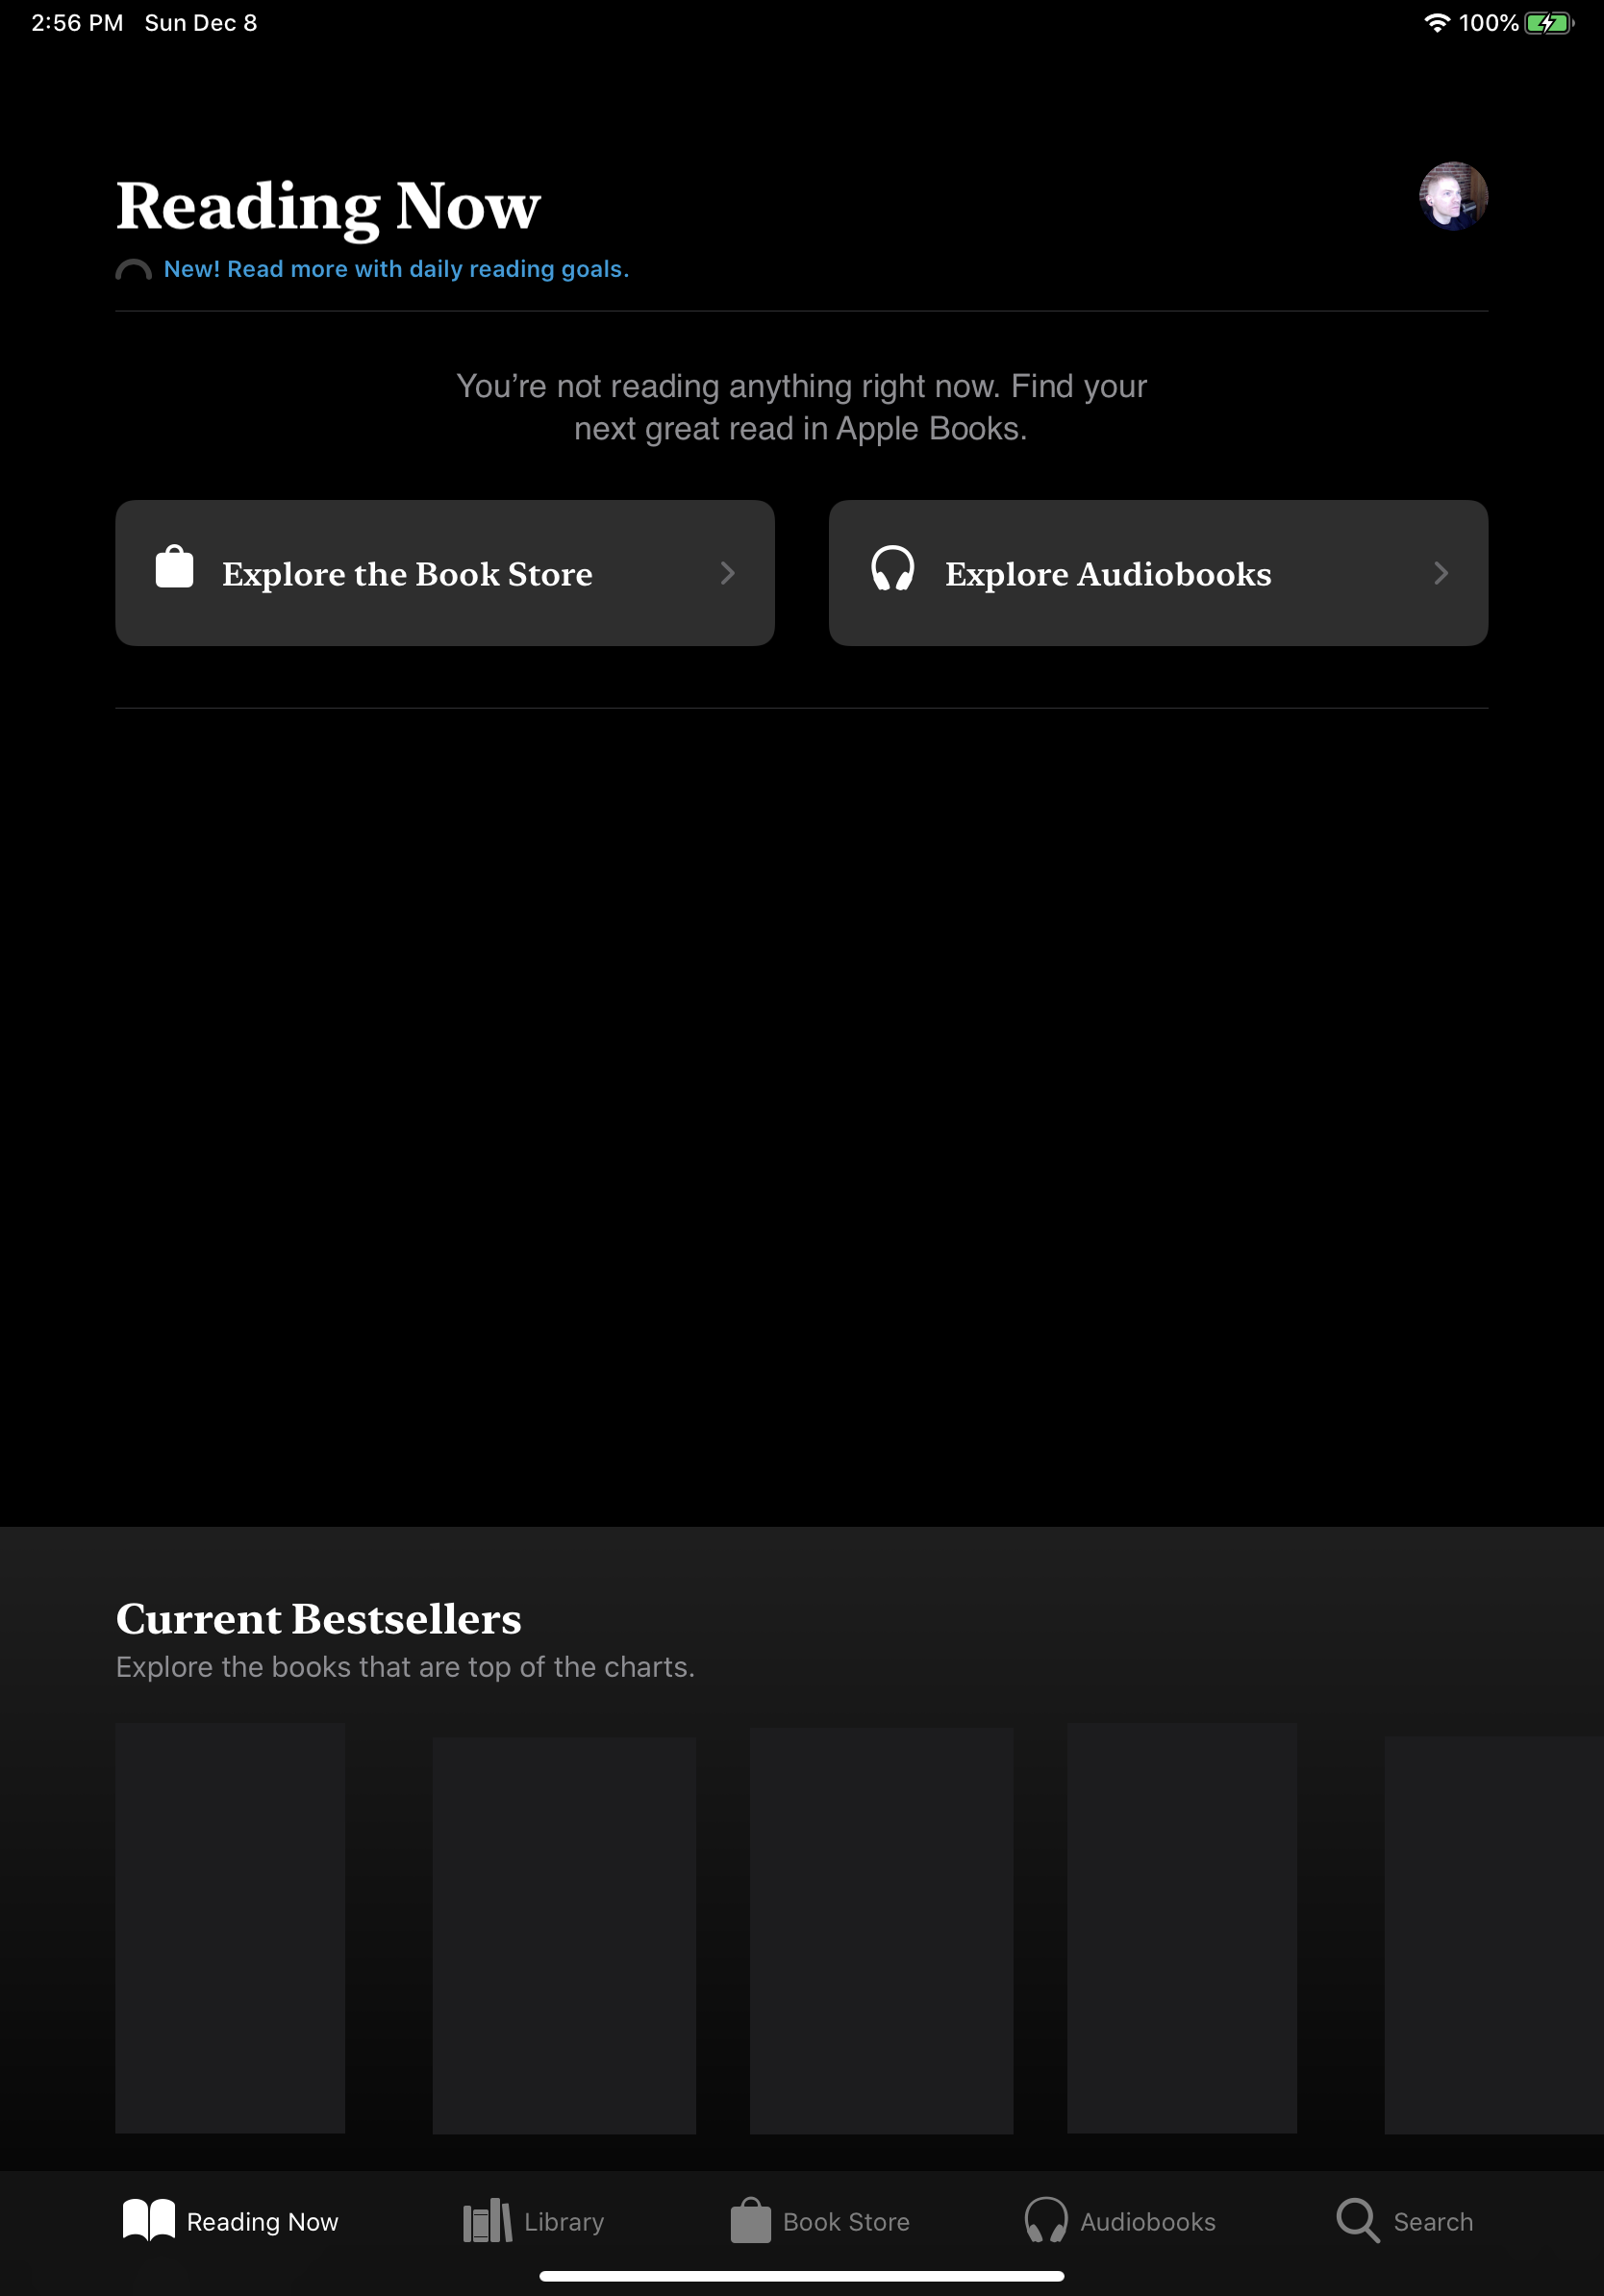 2:56 PM Sun Dec 8
100%
Reading Now
New! Read more with daily reading goals.
You’re not reading anything right now. Find your
next great read in Apple Books.
Explore the Book Store
Explore Audiobooks
Current Bestsellers
Explore the books that are top of the charts.
Reading Now
Library
Book Store
Audiobooks
Search